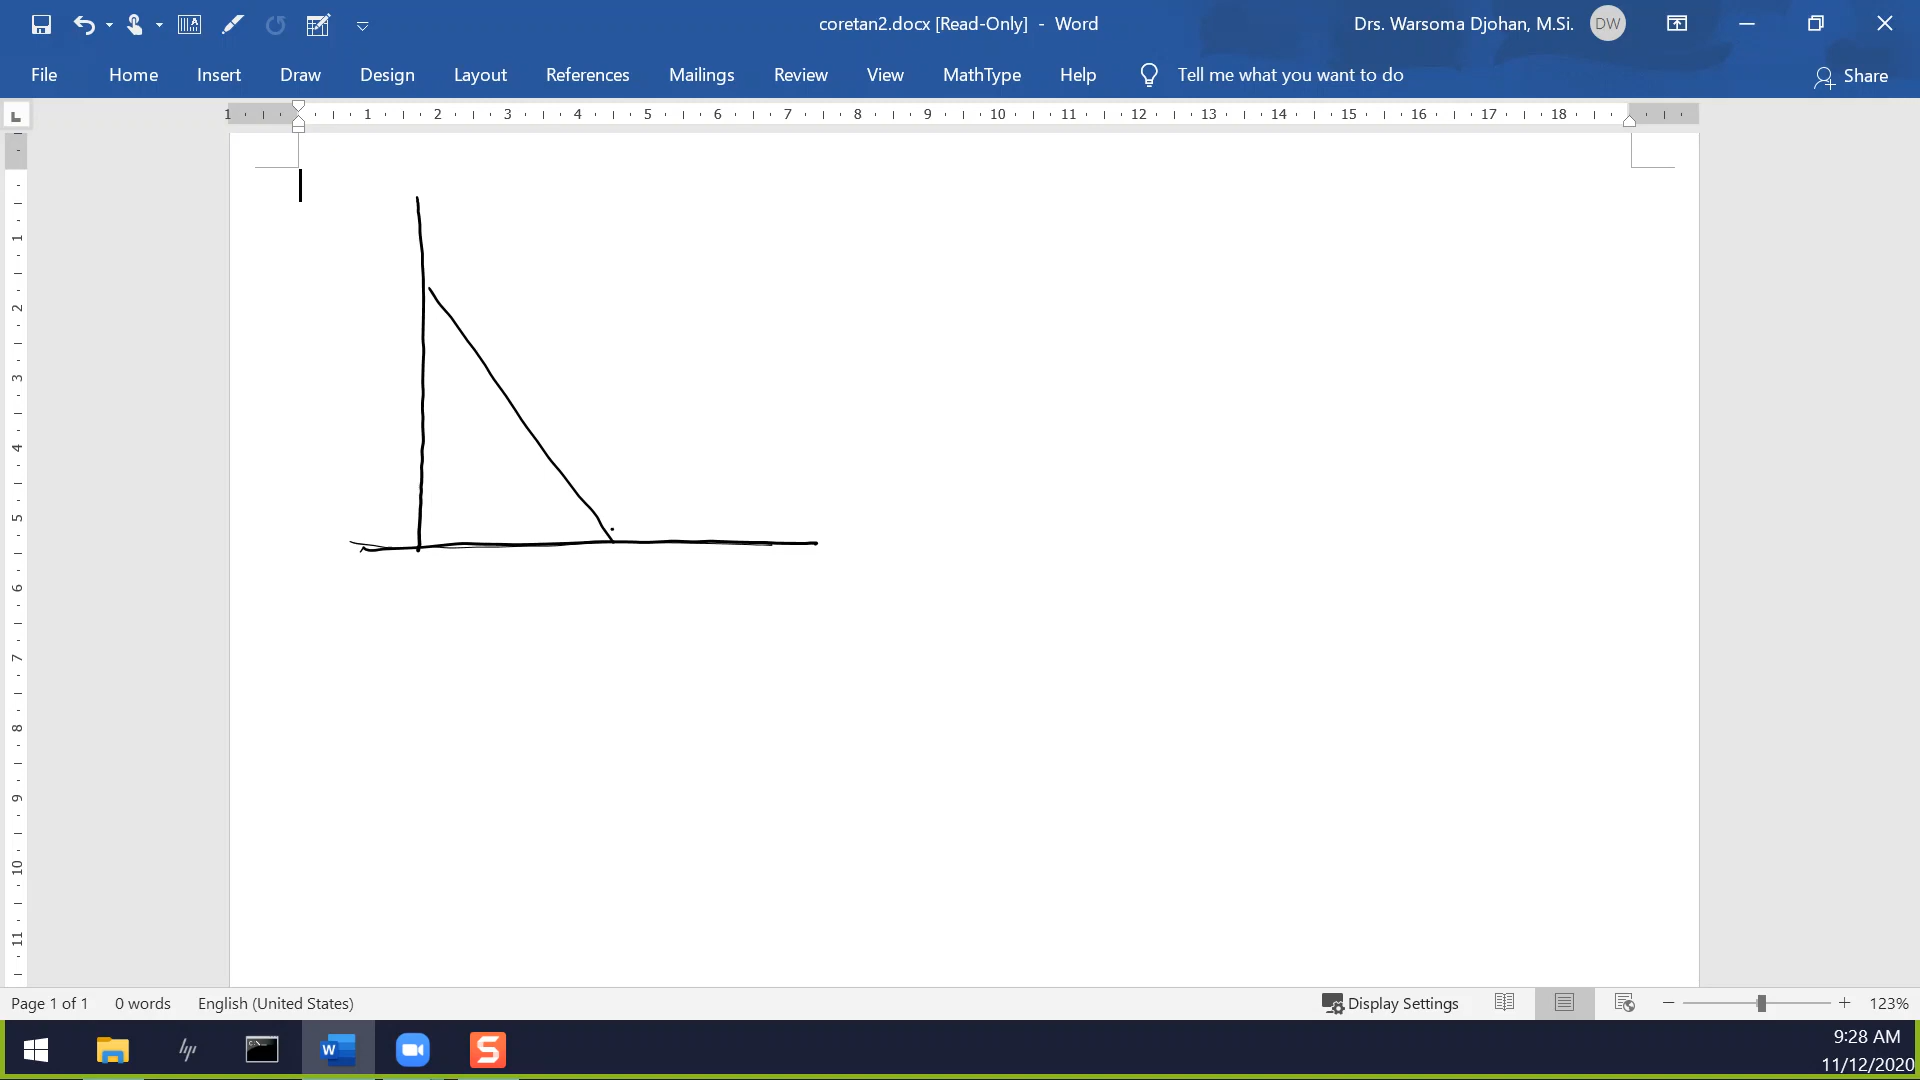 coretan2.docx [Read-Only] - Word
Drs. Warsoma Djohan, M.Si.
DW
File Home Insert Draw Design Layout References Mailings Review View MathType Help Tell me what you want to do Share
1 1 2 3 4 5 6 7 8 9 10 11 12 13 14 15 16 17 18
1
2
3
4
5
6
7
8
9
10
11
Page 1 of 1 0 words English (United States) Display Settings 123%
hp
C:\
W
S
9:28 AM
11/12/2020